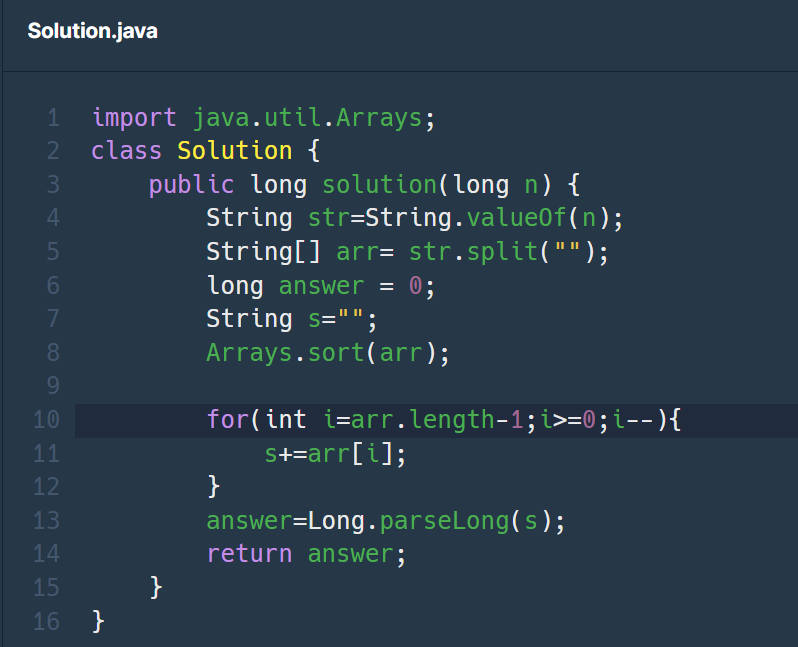 Solution.java
1 import java.util.Arrays;
2 class Solution {
3     public long solution(long n) {
4         String str=String.valueOf(n);
5         String[] arr= str.split("");
6         long answer = 0;
7         String s="";
8         Arrays.sort(arr);
9
10         for(int i=arr.length-1;i>=0;i--){
11             s+=arr[i];
12         }
13         answer=Long.parseLong(s);
14         return answer;
15     }
16 }